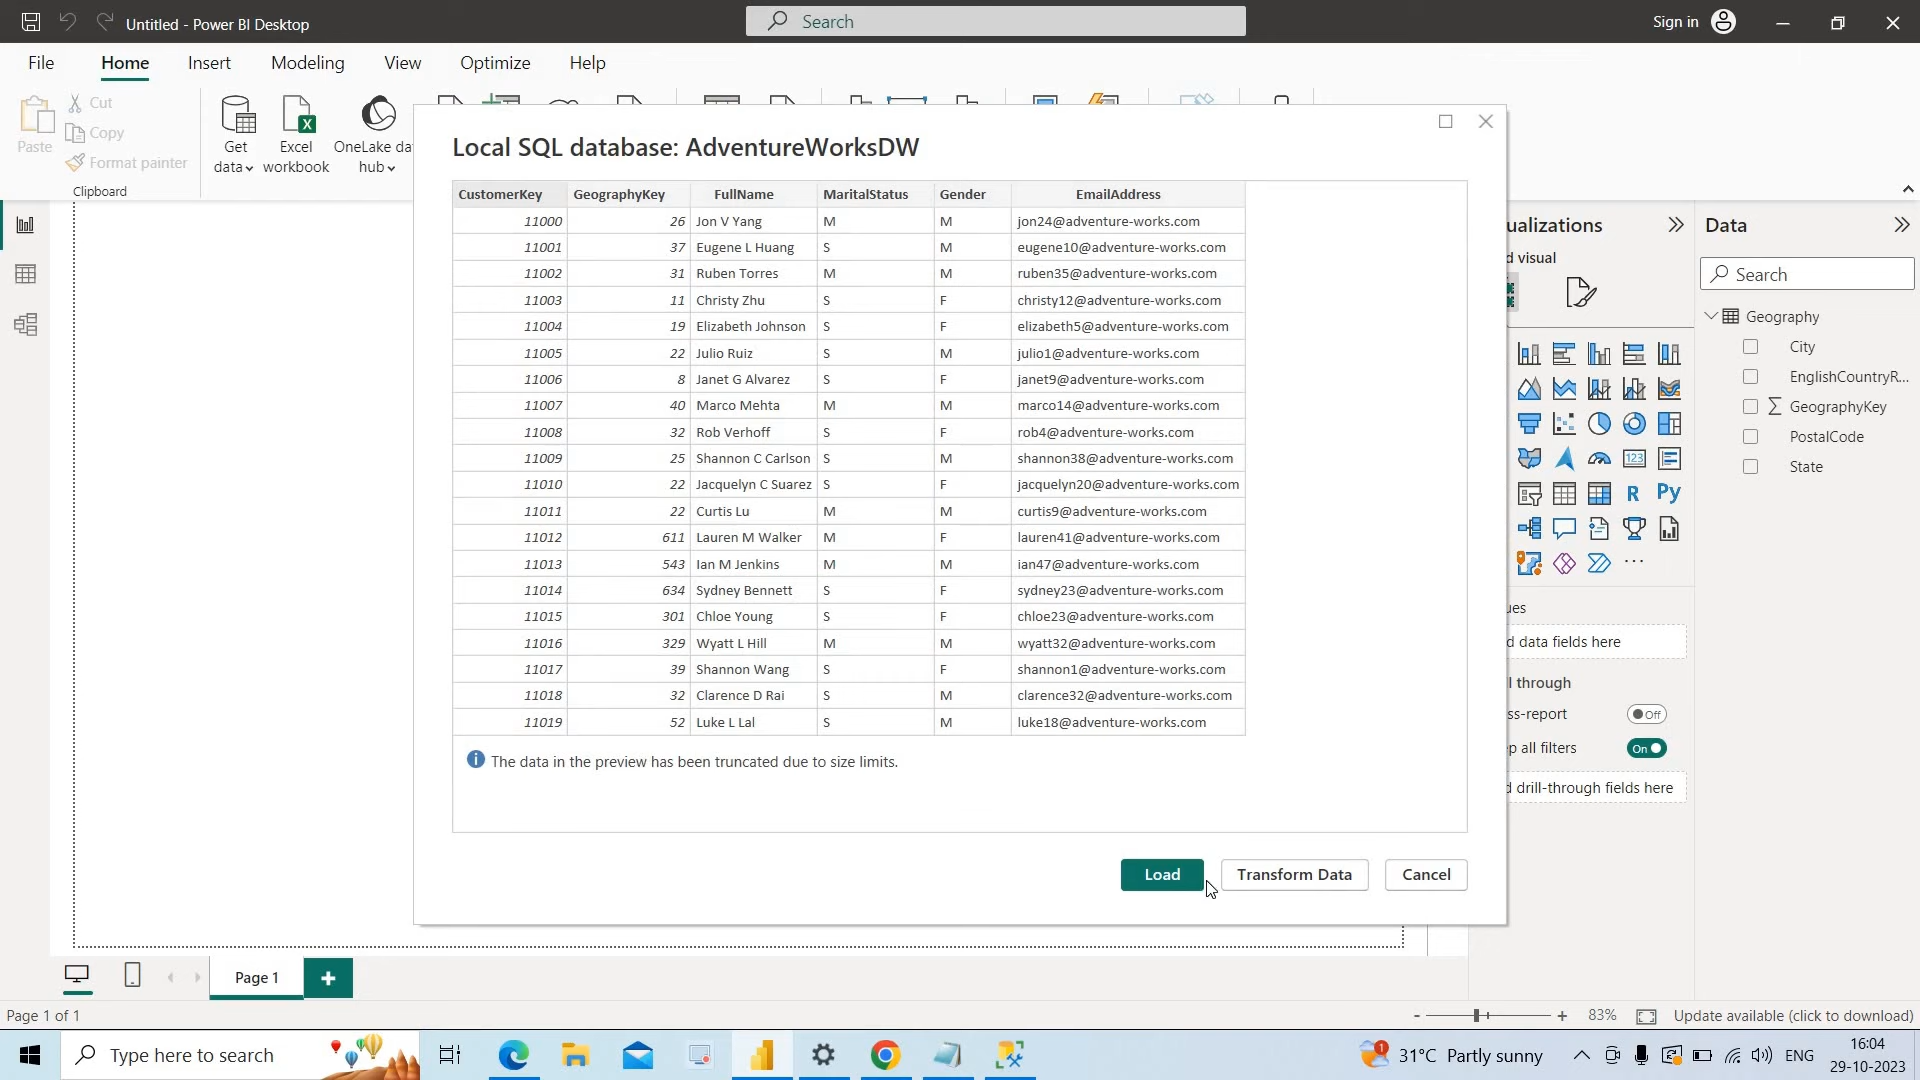 Untitled - Power BI Desktop
Search
Sign in
File
Home
Insert
Modeling
View
Optimize
Help
Paste
Cut
Copy
Format painter
Clipboard
Get data
Excel workbook
OneLake da
hub
Local SQL database: AdventureWorksDW
CustomerKey GeographyKey FullName MaritalStatus Gender EmailAddress
11000 26 Jon V Yang M M jon24@adventure-works.com
11001 37 Eugene L Huang S M eugene10@adventure-works.com
11002 31 Ruben Torres M M ruben35@adventure-works.com
11003 11 Christy Zhu S F christy12@adventure-works.com
11004 19 Elizabeth Johnson S F elizabeth5@adventure-works.com
11005 22 Julio Ruiz S M julio1@adventure-works.com
11006 8 Janet G Alvarez S F janet9@adventure-works.com
11007 40 Marco Mehta M M marco14@adventure-works.com
11008 32 Rob Verhoff S F rob4@adventure-works.com
11009 25 Shannon C Carlson S M shannon38@adventure-works.com
11010 22 Jacquelyn C Suarez S F jacquelyn20@adventure-works.com
11011 22 Curtis Lu M M curtis9@adventure-works.com
11012 611 Lauren M Walker M F lauren41@adventure-works.com
11013 543 Ian M Jenkins M M ian47@adventure-works.com
11014 634 Sydney Bennett S F sydney23@adventure-works.com
11015 301 Chloe Young S F chloe23@adventure-works.com
11016 329 Wyatt L Hill M M wyatt32@adventure-works.com
11017 39 Shannon Wang S F shannon1@adventure-works.com
11018 32 Clarence D Rai S M clarence32@adventure-works.com
11019 52 Luke L Lal S M luke18@adventure-works.com
The data in the preview has been truncated due to size limits.
Load
Transform Data
Cancel
ualizations
d visual
123
R
Py
...
ues
d data fields here
l through
ss-report
Off
p all filters
On
d drill-through fields here
Data
Search
Geography
City
EnglishCountryR...
Σ GeographyKey
PostalCode
State
Page 1
+
Page 1 of 1
- + 83%
Update available (click to download)
Type here to search
1
31°C Partly sunny
ENG
16:04
29-10-2023